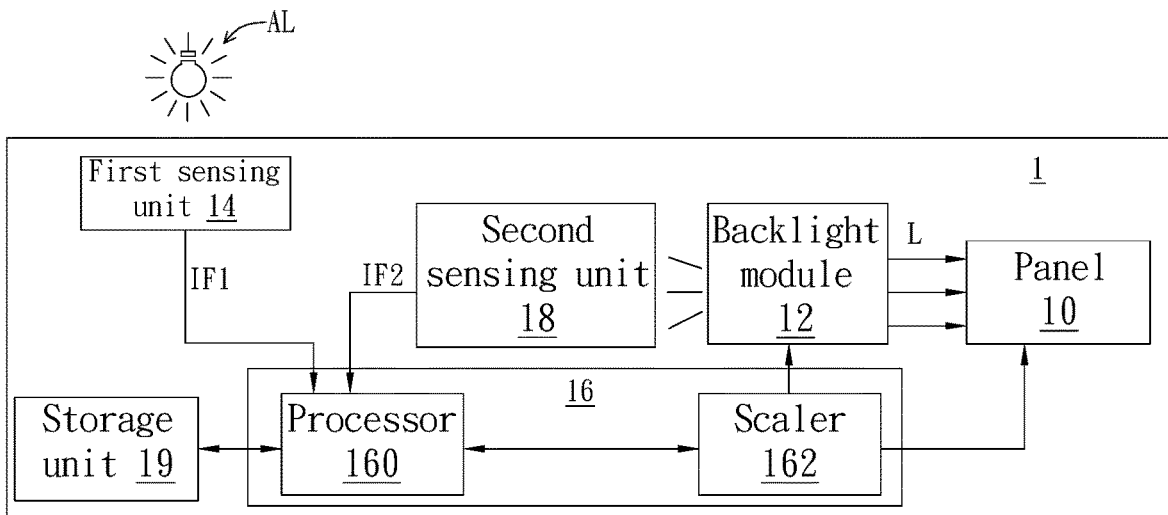 AL
1
First sensing
unit 14
IF1
IF2
Second
sensing unit
18
Backlight
module
12
L
Panel
10
16
Storage
unit 19
Processor
160
Scaler
162